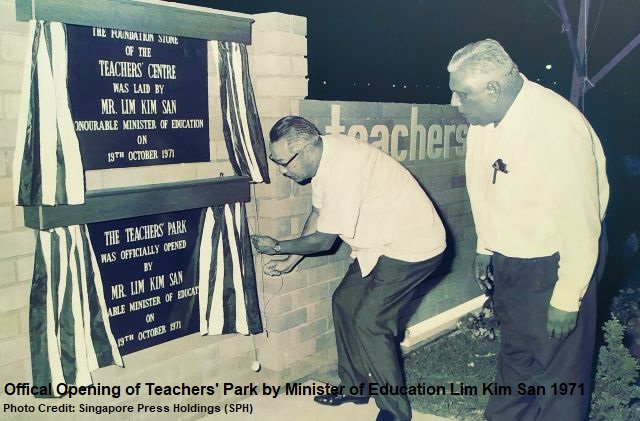 THE FOUNDATION STONE
OF THE
TEACHERS' CENTRE
WAS LAID BY
MR. LIM KIM SAN
ONOURABLE MINISTER OF EDUCATION
ON
19TH OCTOBER 1971
teachers
THE TEACHERS' PARK
WAS OFFICIALLY OPENED
BY
MR. LIM KIM SAN
ABLE MINISTER OF EDUCAT
ON
19TH OCTOBER 1971
Offical Opening of Teachers' Park by Minister of Education Lim Kim San 1971
Photo Credit: Singapore Press Holdings (SPH)